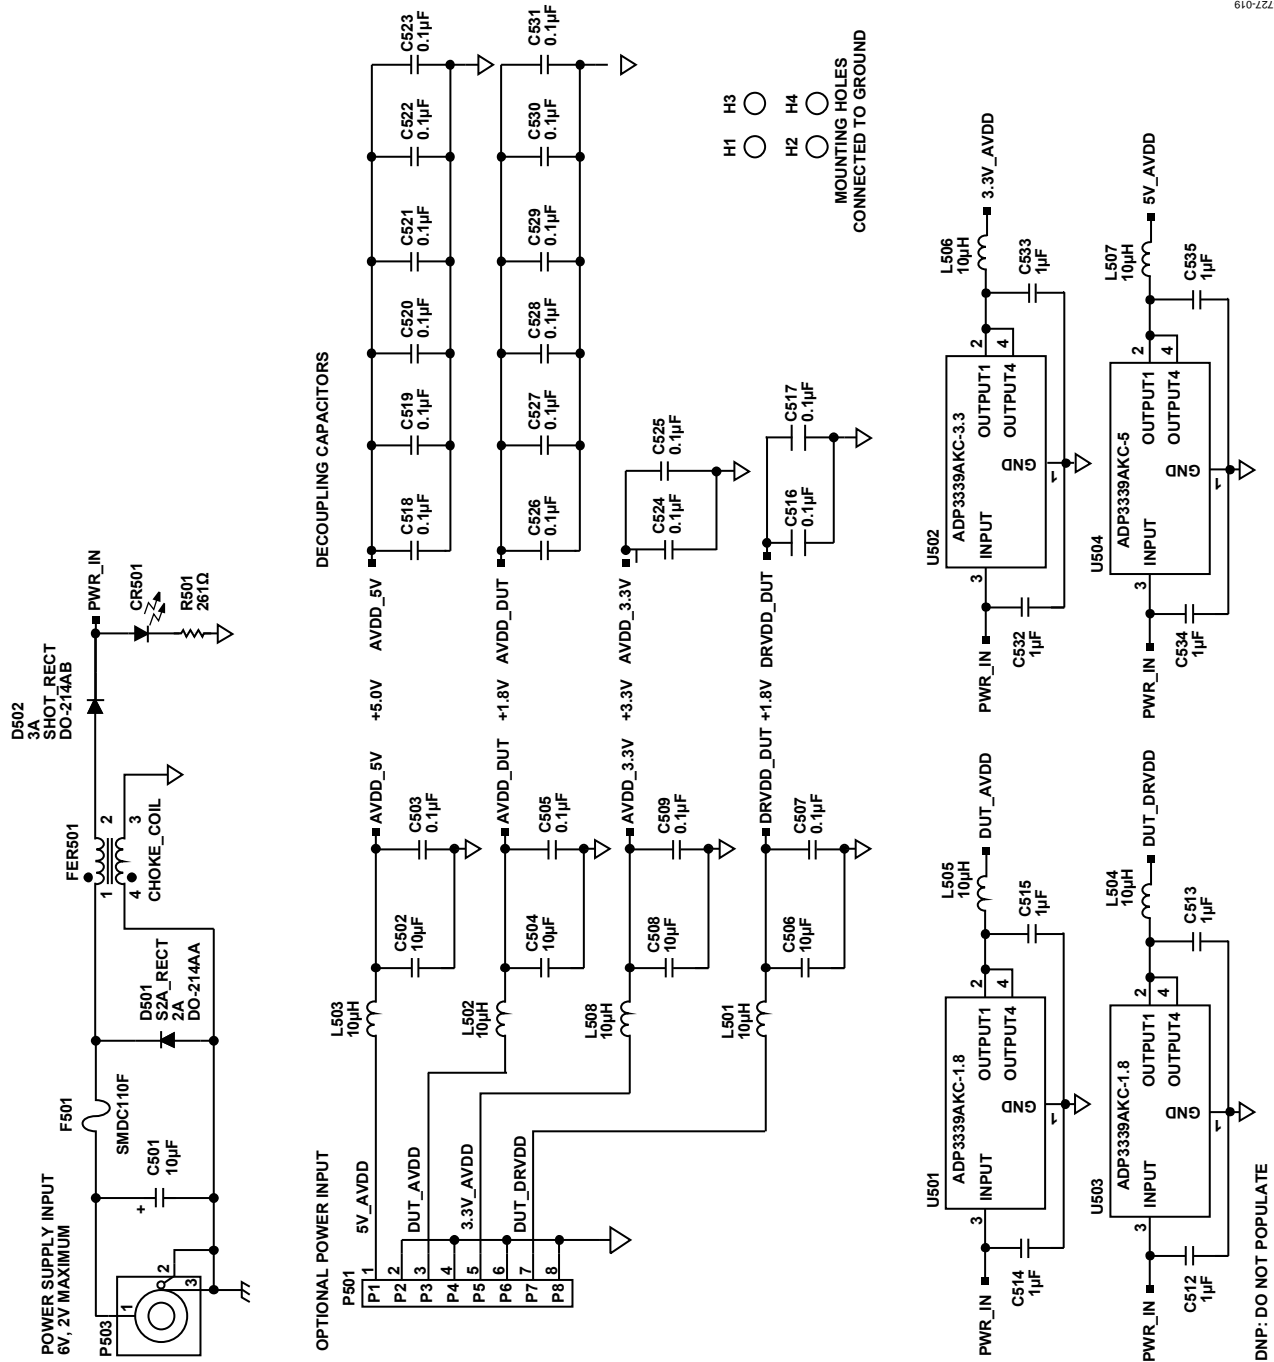 POWER SUPPLY INPUT
6V, 2V MAXIMUM
P503
1
2
3
C501
10µF
+
F501
SMDC110F
D501
S2A_RECT
2A
DO-214AA
FER501
1
2
4
3
CHOKE_COIL
D502
3A
SHOT_RECT
DO-214AB
PWR_IN
CR501
R501
261Ω
OPTIONAL POWER INPUT
P501
P1 1
P2 2
P3 3
P4 4
P5 5
P6 6
P7 7
P8 8
5V_AVDD
DUT_AVDD
3.3V_AVDD
DUT_DRVDD
L503
10µH
C502
10µF
C503
0.1µF
AVDD_5V
L502
10µH
C504
10µF
C505
0.1µF
AVDD_DUT
L508
10µH
C508
10µF
C509
0.1µF
AVDD_3.3V
L501
10µH
C506
10µF
C507
0.1µF
DRVDD_DUT
DECOUPLING CAPACITORS
+5.0V AVDD_5V
C518
0.1µF
C519
0.1µF
C520
0.1µF
C521
0.1µF
C522
0.1µF
C523
0.1µF
+1.8V AVDD_DUT
C526
0.1µF
C527
0.1µF
C528
0.1µF
C529
0.1µF
C530
0.1µF
C531
0.1µF
+3.3V AVDD_3.3V
C524
0.1µF
C525
0.1µF
+1.8V DRVDD_DUT
C516
0.1µF
C517
0.1µF
H1
H3
H2
H4
MOUNTING HOLES
CONNECTED TO GROUND
U501
ADP3339AKC-1.8
PWR_IN
C514
1µF
3
INPUT
OUTPUT1
OUTPUT4
GND
2
4
1
L505
10µH
C515
1µF
DUT_AVDD
U502
ADP3339AKC-3.3
PWR_IN
C532
1µF
3
INPUT
OUTPUT1
OUTPUT4
GND
2
4
1
L506
10µH
C533
1µF
3.3V_AVDD
U503
ADP3339AKC-1.8
PWR_IN
C512
1µF
3
INPUT
OUTPUT1
OUTPUT4
GND
2
4
1
L504
10µH
C513
1µF
DUT_DRVDD
U504
ADP3339AKC-5
PWR_IN
C534
1µF
3
INPUT
OUTPUT1
OUTPUT4
GND
2
4
1
L507
10µH
C535
1µF
5V_AVDD
DNP: DO NOT POPULATE
727-019